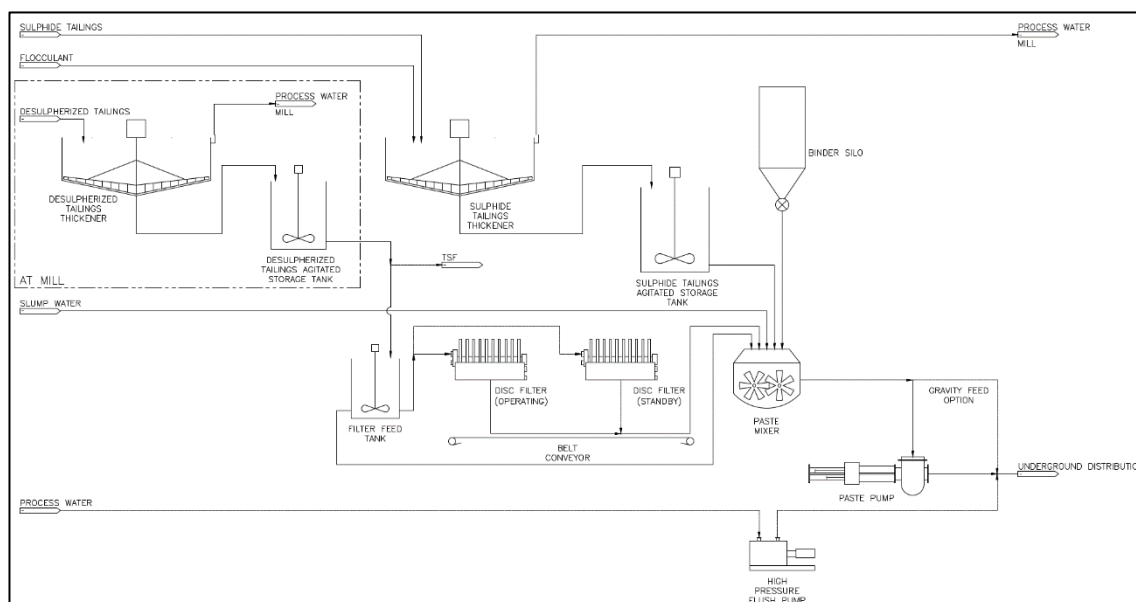 SULPHIDE TAILINGS
PROCESS WATER
MILL
FLOCCULANT
PROCESS WATER
MILL
DESULPHERIZED TAILINGS
BINDER SILO
DESULPHERIZED
TAILINGS
THICKENER
SULPHIDE
TAILINGS
THICKENER
DESULPHERIZED
TAILINGS AGITATED
STORAGE TANK
TSF
AT MILL
SULPHIDE TAILINGS
AGITATED STORAGE
TANK
SLUMP WATER
DISC FILTER
(OPERATING)
DISC FILTER
(STANDBY)
GRAVITY FEED
OPTION
PASTE
MIXER
FILTER FEED
TANK
BELT
CONVEYOR
UNDERGROUND DISTRIBUTIO
PASTE PUMP
PROCESS WATER
HIGH
PRESSURE
FLUSH PUMP